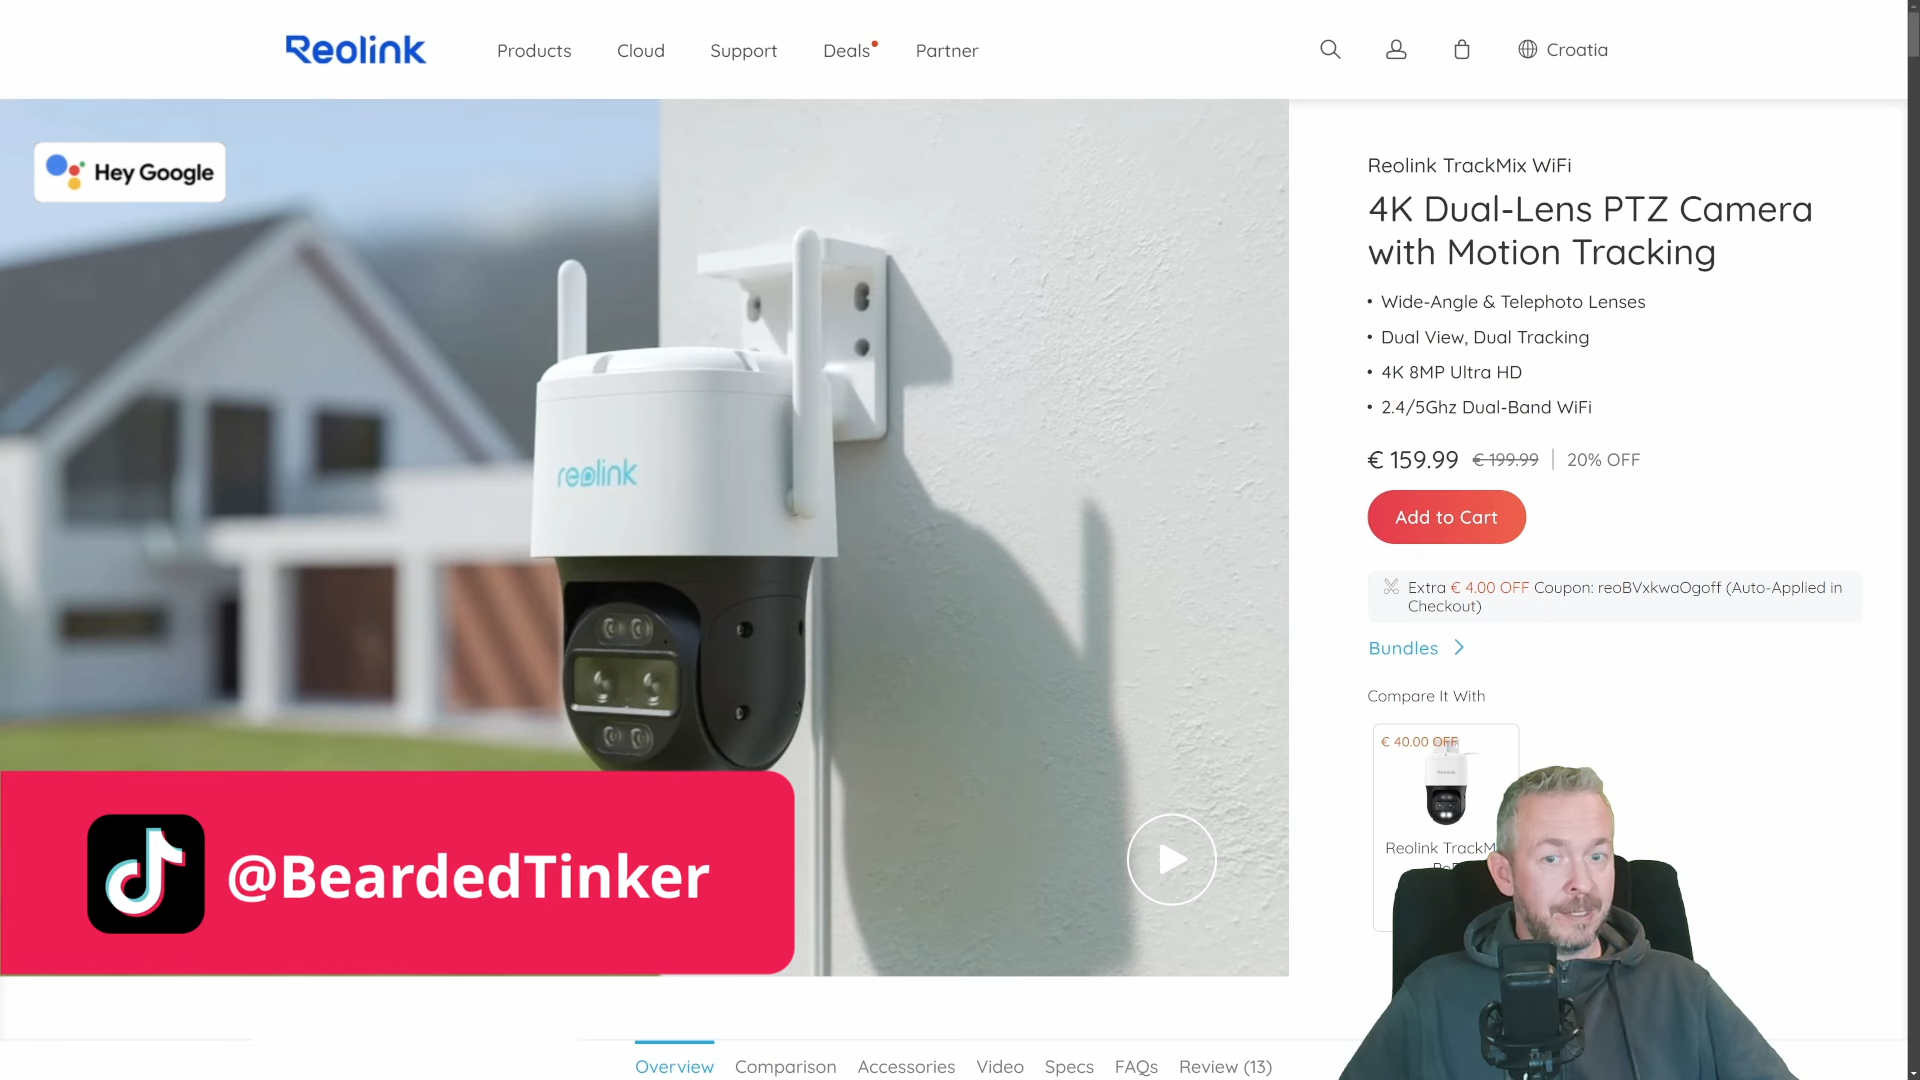 Reolink
Products
Cloud
Support
Deals
Partner
Croatia
Hey Google
reolink
Reolink TrackMix WiFi
4K Dual-Lens PTZ Camera
with Motion Tracking
• Wide-Angle & Telephoto Lenses
• Dual View, Dual Tracking
• 4K 8MP Ultra HD
• 2.4/5Ghz Dual-Band WiFi
€ 159.99 € 199.99 | 20% OFF
Add to Cart
Extra € 4.00 OFF Coupon: reoBVxkwaOgoff (Auto-Applied in
Checkout)
Bundles
Compare It With
€ 40.00 OFF
Reolink TrackM
@BeardedTinker
Overview
Comparison
Accessories
Video
Specs
FAQs
Review (13)